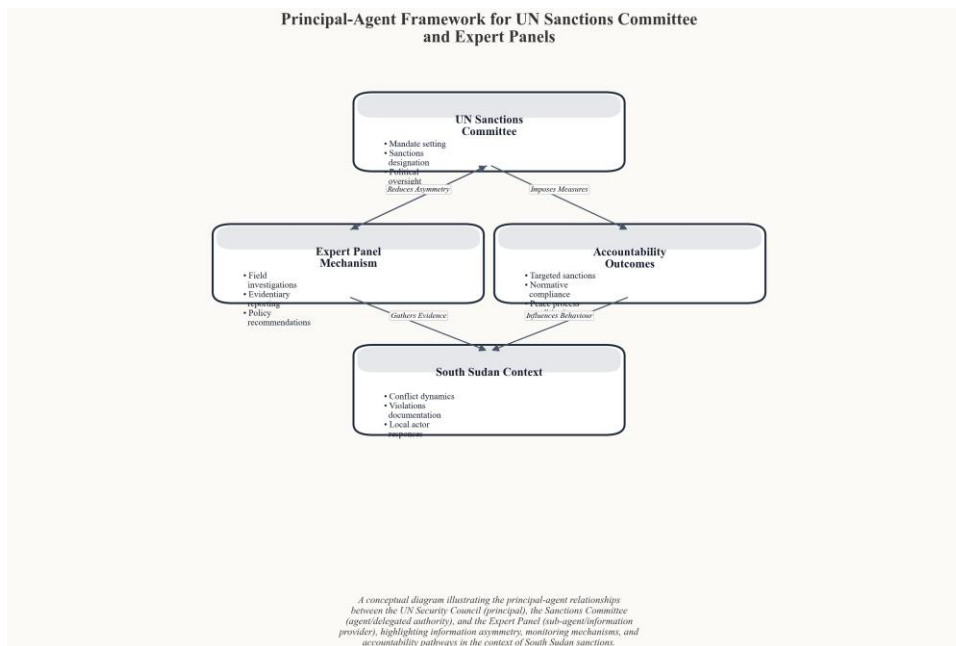 Principal-Agent Framework for UN Sanctions Committee
and Expert Panels
UN Sanctions
Committee
• Mandate setting
• Sanctions
designation
• Political
oversight
Reduces Asymmetry
Imposes Measures
Expert Panel
Mechanism
• Field
investigations
• Evidentiary
reporting
• Policy
recommendations
Accountability
Outcomes
• Targeted sanctions
• Normative
compliance
• Peace process
Gathers Evidence
Influences Behaviour
South Sudan Context
• Conflict dynamics
• Violations
documentation
• Local actor
responses
A conceptual diagram illustrating the principal-agent relationships
between the UN Security Council (principal), the Sanctions Committee
(agent/delegated authority), and the Expert Panel (sub-agent/information
provider), highlighting information asymmetry, monitoring mechanisms, and
accountability pathways in the context of South Sudan sanctions.